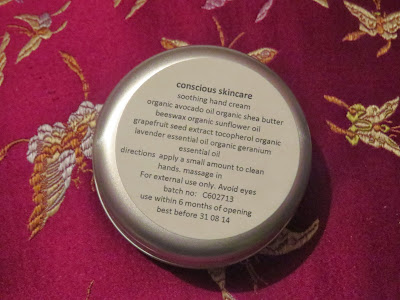 conscious skincare
soothing hand cream
organic avocado oil organic shea butter
beeswax organic sunflower oil
grapefruit seed extract tocopherol organic
lavender essential oil organic geranium
essential oil
directions apply a small amount to clean
hands, massage in
For external use only. Avoid eyes
batch no: C602713
use within 6 months of opening
best before 31 08 14